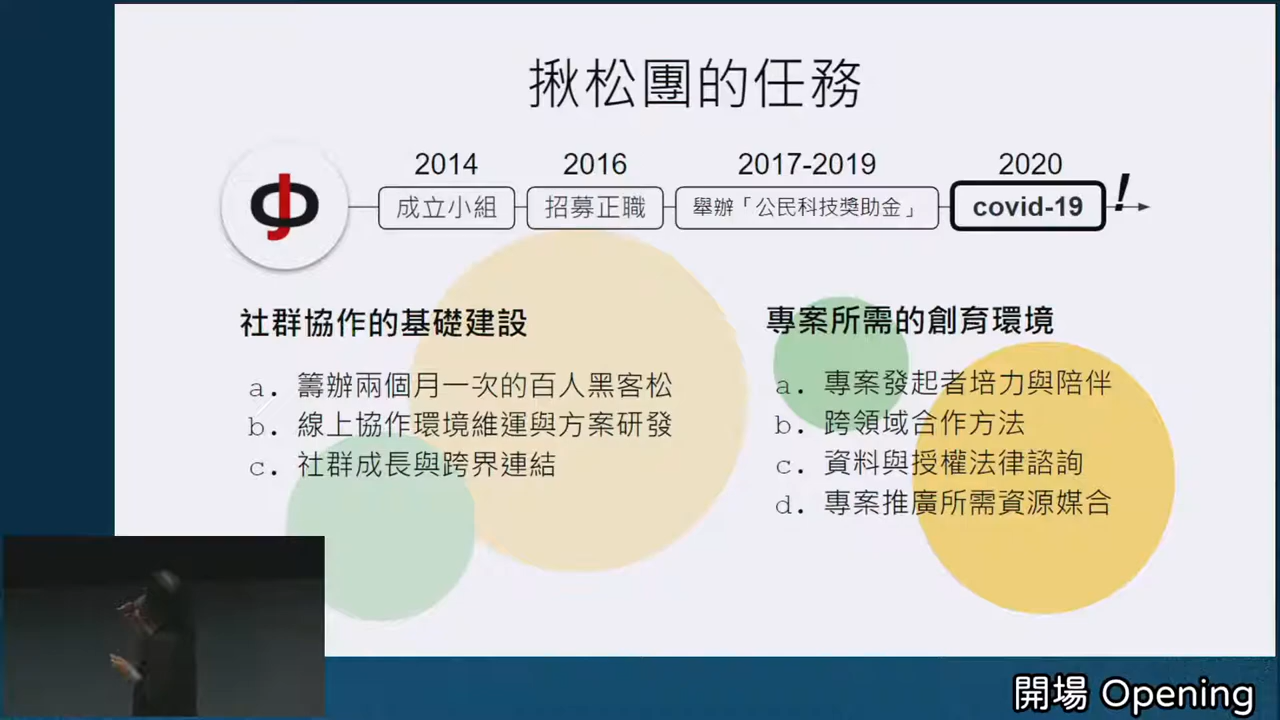 揪松團的任務
2014
2016
2017-2019
2020
成立小組
招募正職
舉辦「公民科技獎助金」
covid-19
!
社群協作的基礎建設
a. 籌辦兩個月一次的百人黑客松
b. 線上協作環境維運與方案研發
c. 社群成長與跨界連結
專案所需的創育環境
a. 專案發起者培力與陪伴
b. 跨領域合作方法
c. 資料與授權法律諮詢
d. 專案推廣所需資源媒合
開場 Opening